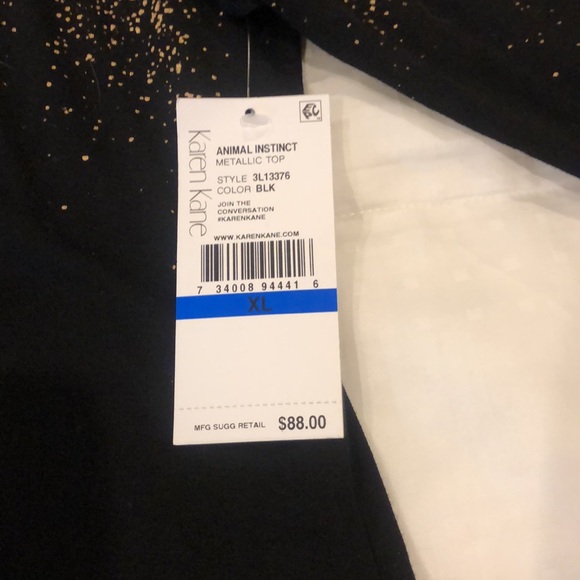 Karen Kane
ANIMAL INSTINCT
METALLIC TOP
STYLE 3L13376
COLOR BLK
JOIN THE
CONVERSATION
#KARENKANE
WWW.KARENKANE.COM
7 34008 94441 6
XL
MFG SUGG RETAIL $88.00